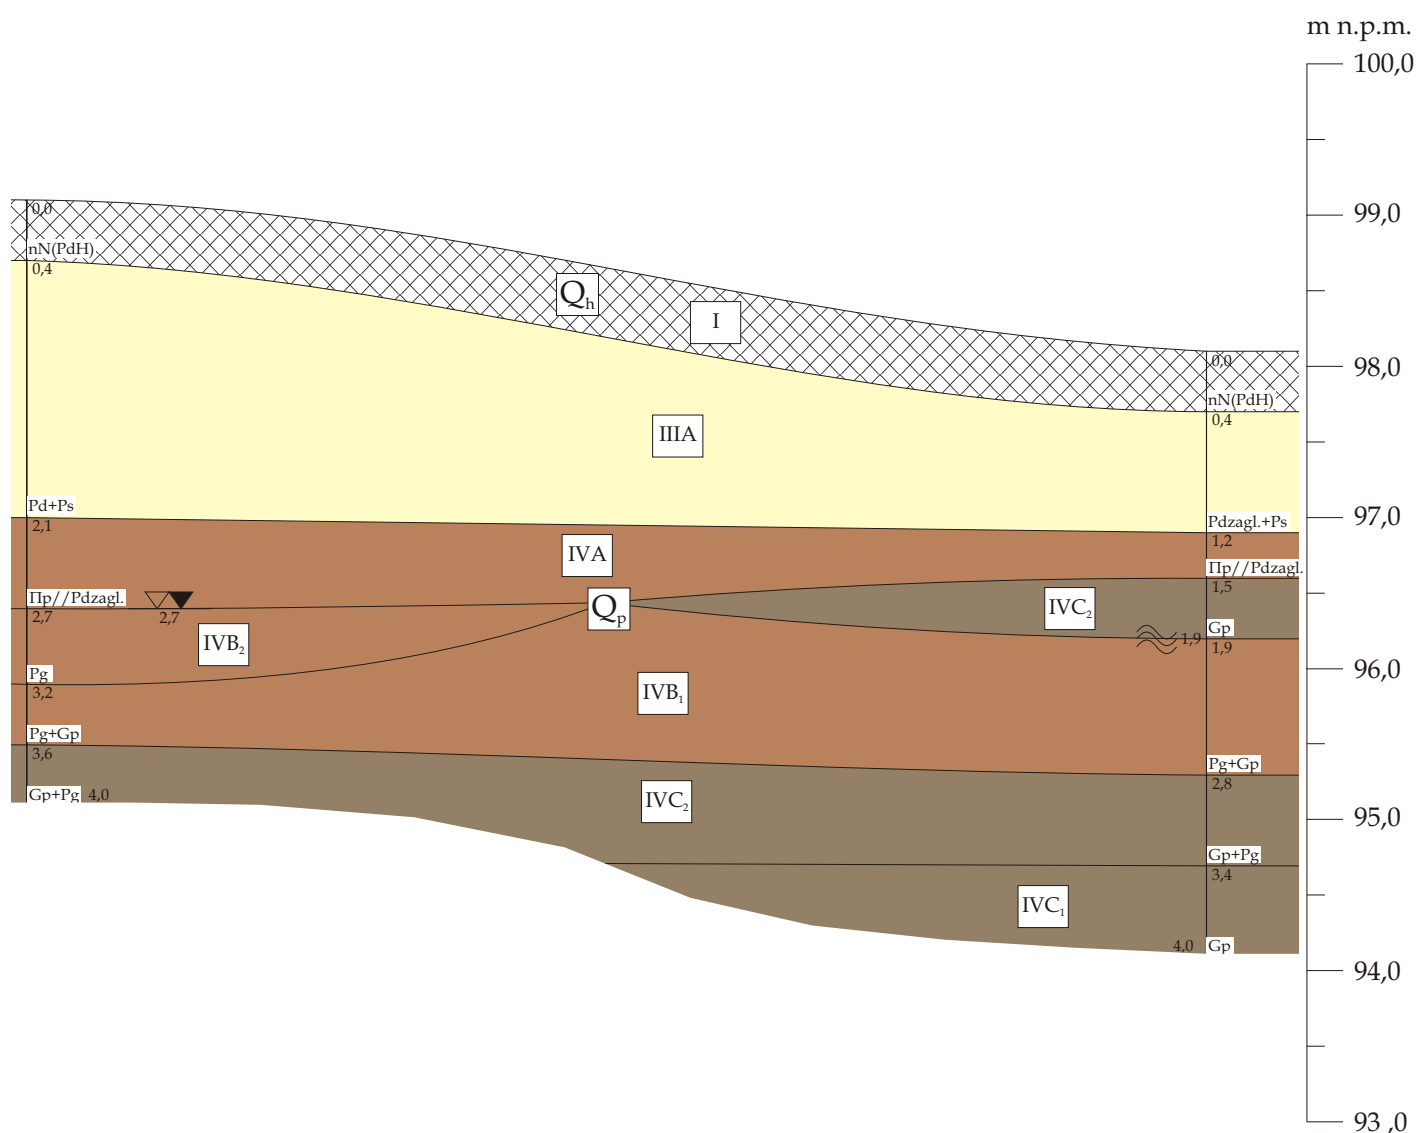 m n.p.m.
100,0
99,0
98,0
97,0
96,0
95,0
94,0
93,0
0,0
nN(PdH)
0,4
Pd+Ps
2,1
Πp//Pdzagl.
2,7
2,7
Pg
3,2
Pg+Gp
3,6
Gp+Pg 4,0
Qh
I
IIIA
IVA
Qp
IVB2
IVC2
IVB1
IVC2
IVC1
0,0
nN(PdH)
0,4
Pdzagl.+Ps
1,2
Πp//Pdzagl.
1,5
Gp
1,9
1,9
Pg+Gp
2,8
Gp+Pg
3,4
4,0 Gp